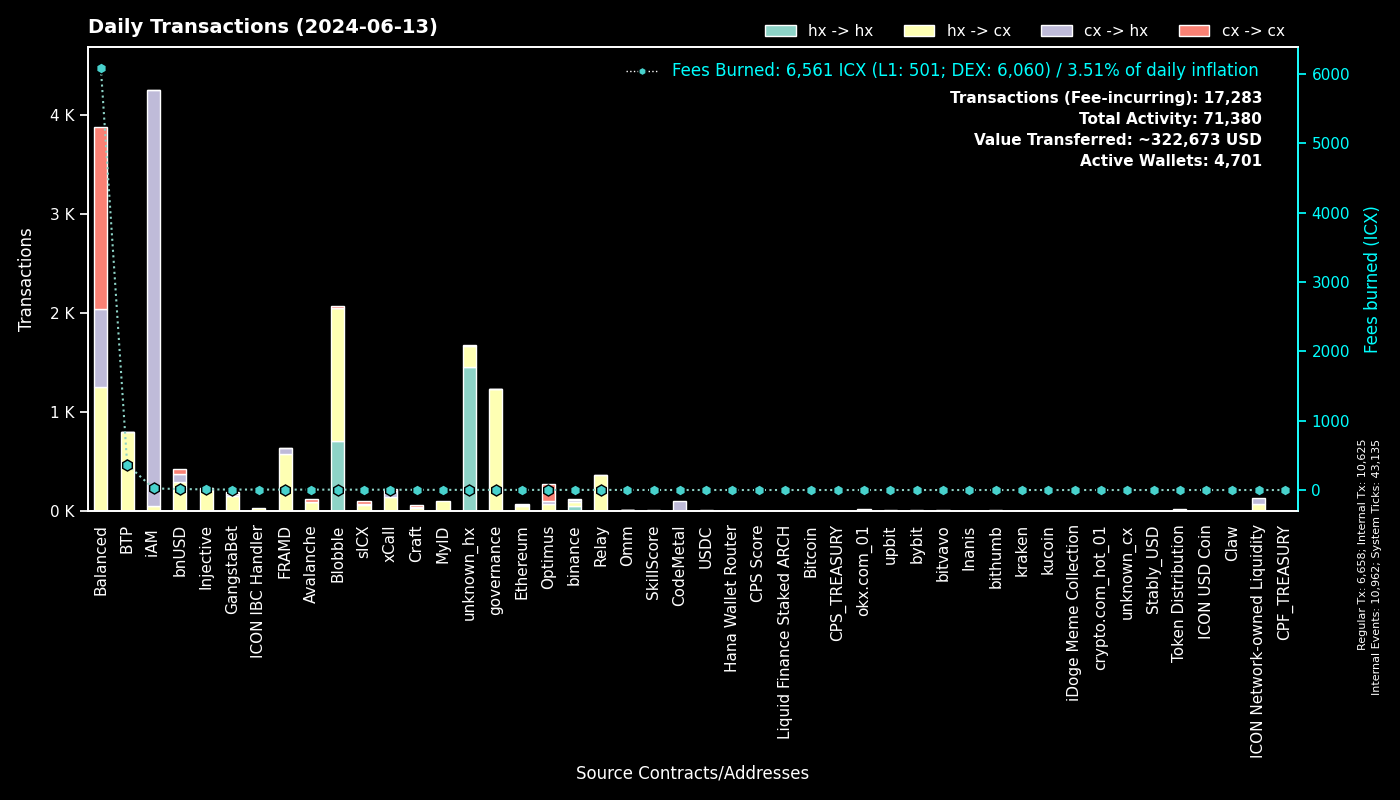 Daily Transactions (2024-06-13)
hx -> hx
hx -> cx
cx -> hx
cx -> cx
Fees Burned: 6,561 ICX (L1: 501; DEX: 6,060) / 3.51% of daily inflation
Transactions (Fee-incurring): 17,283
Total Activity: 71,380
Value Transferred: ~322,673 USD
Active Wallets: 4,701
Transactions
4 K
3 K
2 K
1 K
0 K
6000
5000
4000
3000
2000
1000
0
Fees burned (ICX)
Balanced
BTP
iAM
bnUSD
Injective
GangstaBet
ICON IBC Handler
FRAMD
Avalanche
Blobble
sICX
xCall
Craft
MyID
unknown_hx
governance
Ethereum
Optimus
binance
Relay
Omm
SkillScore
CodeMetal
USDC
Hana Wallet Router
CPS Score
Liquid Finance Staked ARCH
Bitcoin
CPS_TREASURY
okx.com_01
upbit
bybit
bitvavo
Inanis
bithumb
kraken
kucoin
iDoge Meme Collection
crypto.com_hot_01
unknown_cx
Stably_USD
Token Distribution
ICON USD Coin
Claw
ICON Network-owned Liquidity
CPF_TREASURY
Source Contracts/Addresses
Regular Tx: 6,658; Internal Tx: 10,625
Internal Events: 10,962; System Ticks: 43,135